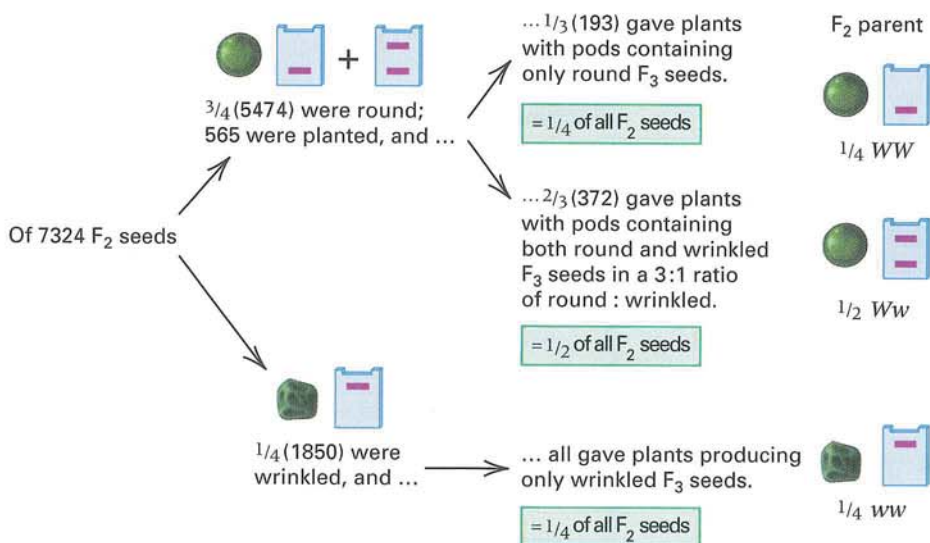 Of 7324 F₂ seeds
+
3/4 (5474) were round;
565 were planted, and ...
... 1/3 (193) gave plants
with pods containing
only round F₃ seeds.
= 1/4 of all F₂ seeds
... 2/3 (372) gave plants
with pods containing
both round and wrinkled
F₃ seeds in a 3:1 ratio
of round : wrinkled.
= 1/2 of all F₂ seeds
1/4 (1850) were
wrinkled, and ...
... all gave plants producing
only wrinkled F₃ seeds.
= 1/4 of all F₂ seeds
F₂ parent
1/4 WW
1/2 Ww
1/4 ww